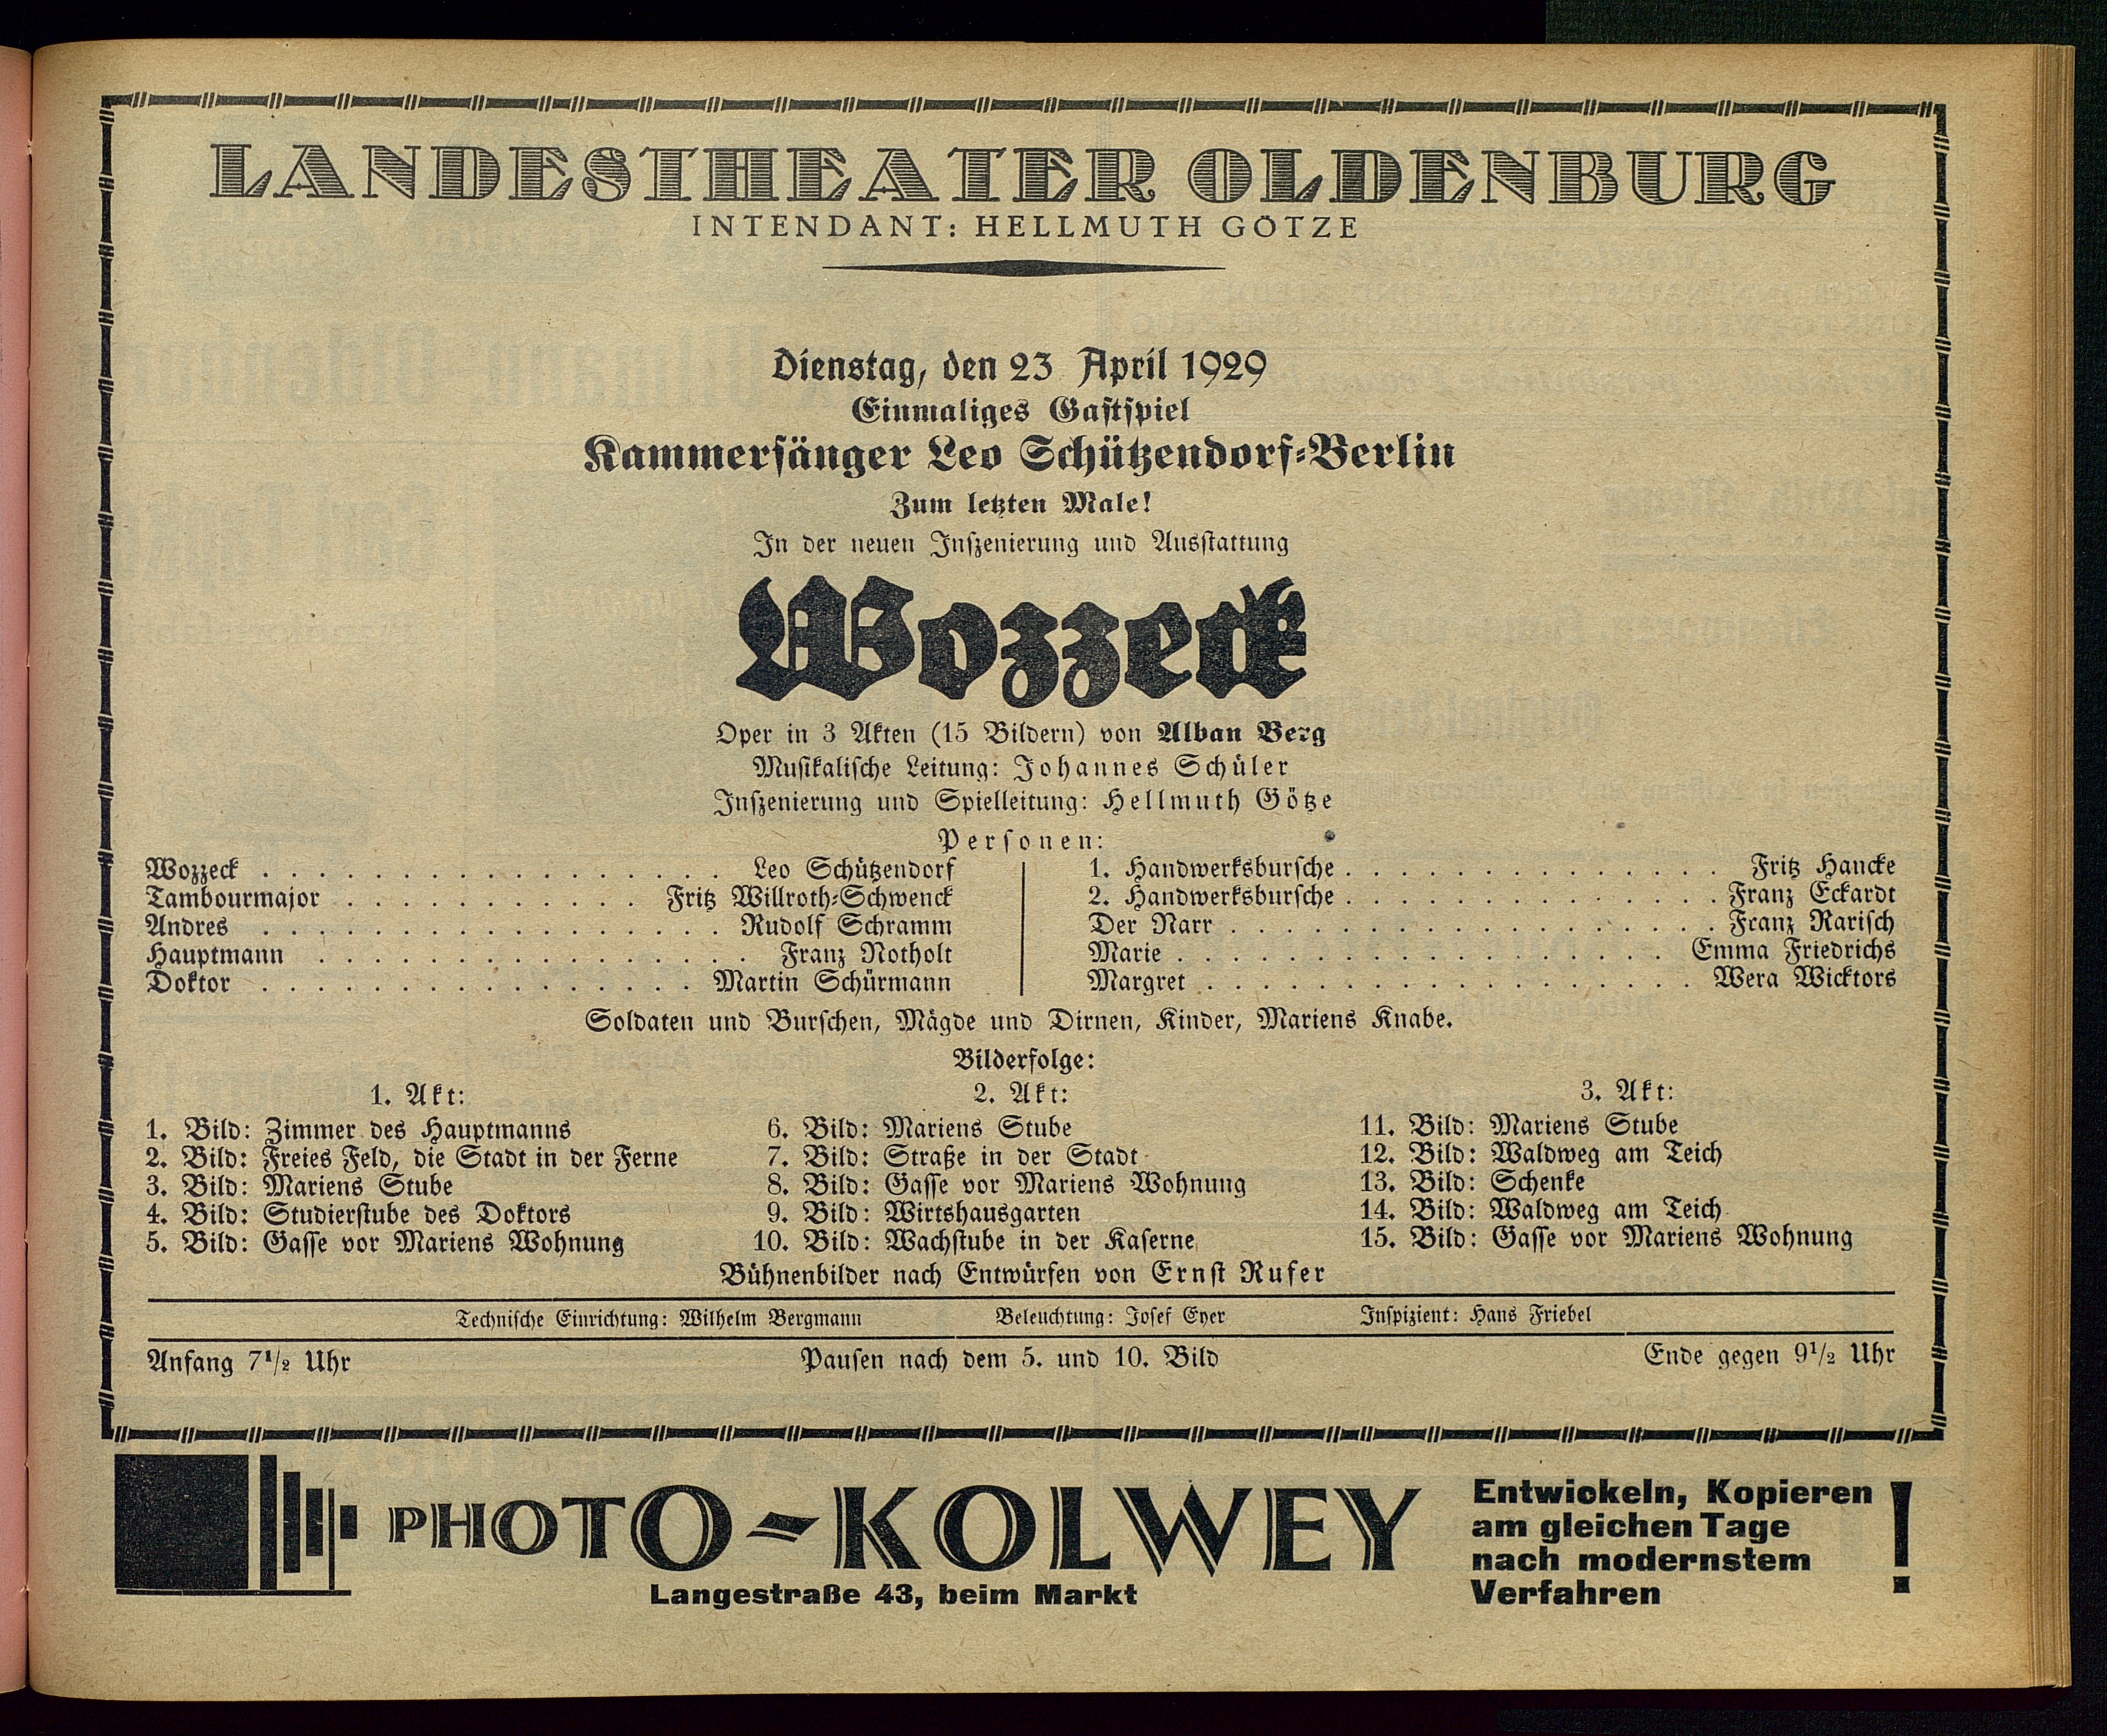 LANDESTHEATER OLDENBURG
INTENDANT: HELLMUTH GÖTZE
Dienstag, den 23 April 1929
Einmaliges Gastspiel
Kammersänger Leo Schützendorf-Berlin
Zum letzten Male!
In der neuen Inszenierung und Ausstattung
Wozzeck
Oper in 3 Akten (15 Bildern) von Alban Berg
Musikalische Leitung: Johannes Schüler
Inszenierung und Spielleitung: Hellmuth Götze
Personen:
Wozzeck . . . . . . . . . . . . . . . . . Leo Schützendorf
Tambourmajor . . . . . . . . . . . Fritz Willroth-Schwenck
Andres . . . . . . . . . . . . . . . . . Rudolf Schramm
Hauptmann . . . . . . . . . . . . . . . . Franz Notholt
Doktor . . . . . . . . . . . . . . . . Martin Schürmann
1. Handwerksbursche . . . . . . . . . . . . . . Fritz Hancke
2. Handwerksbursche . . . . . . . . . . . . . . Franz Eckardt
Der Narr . . . . . . . . . . . . . . . . . . Franz Rarisch
Marie . . . . . . . . . . . . . . . . . . Emma Friedrichs
Margret . . . . . . . . . . . . . . . . . . Wera Wicktors
Soldaten und Burschen, Mägde und Dirnen, Kinder, Mariens Knabe.
Bilderfolge:
1. Akt:
1. Bild: Zimmer des Hauptmanns
2. Bild: Freies Feld, die Stadt in der Ferne
3. Bild: Mariens Stube
4. Bild: Studierstube des Doktors
5. Bild: Gasse vor Mariens Wohnung
2. Akt:
6. Bild: Mariens Stube
7. Bild: Straße in der Stadt
8. Bild: Gasse vor Mariens Wohnung
9. Bild: Wirtshausgarten
10. Bild: Wachstube in der Kaserne
3. Akt:
11. Bild: Mariens Stube
12. Bild: Waldweg am Teich
13. Bild: Schenke
14. Bild: Waldweg am Teich
15. Bild: Gasse vor Mariens Wohnung
Bühnenbilder nach Entwürfen von Ernst Rufer
Technische Einrichtung: Wilhelm Bergmann Beleuchtung: Josef Eyer Inspizient: Hans Friebel
Anfang 7½ Uhr Pausen nach dem 5. und 10. Bild Ende gegen 9½ Uhr
PHOTO-KOLWEY
Langestraße 43, beim Markt
Entwickeln, Kopieren
am gleichen Tage
nach modernstem
Verfahren !